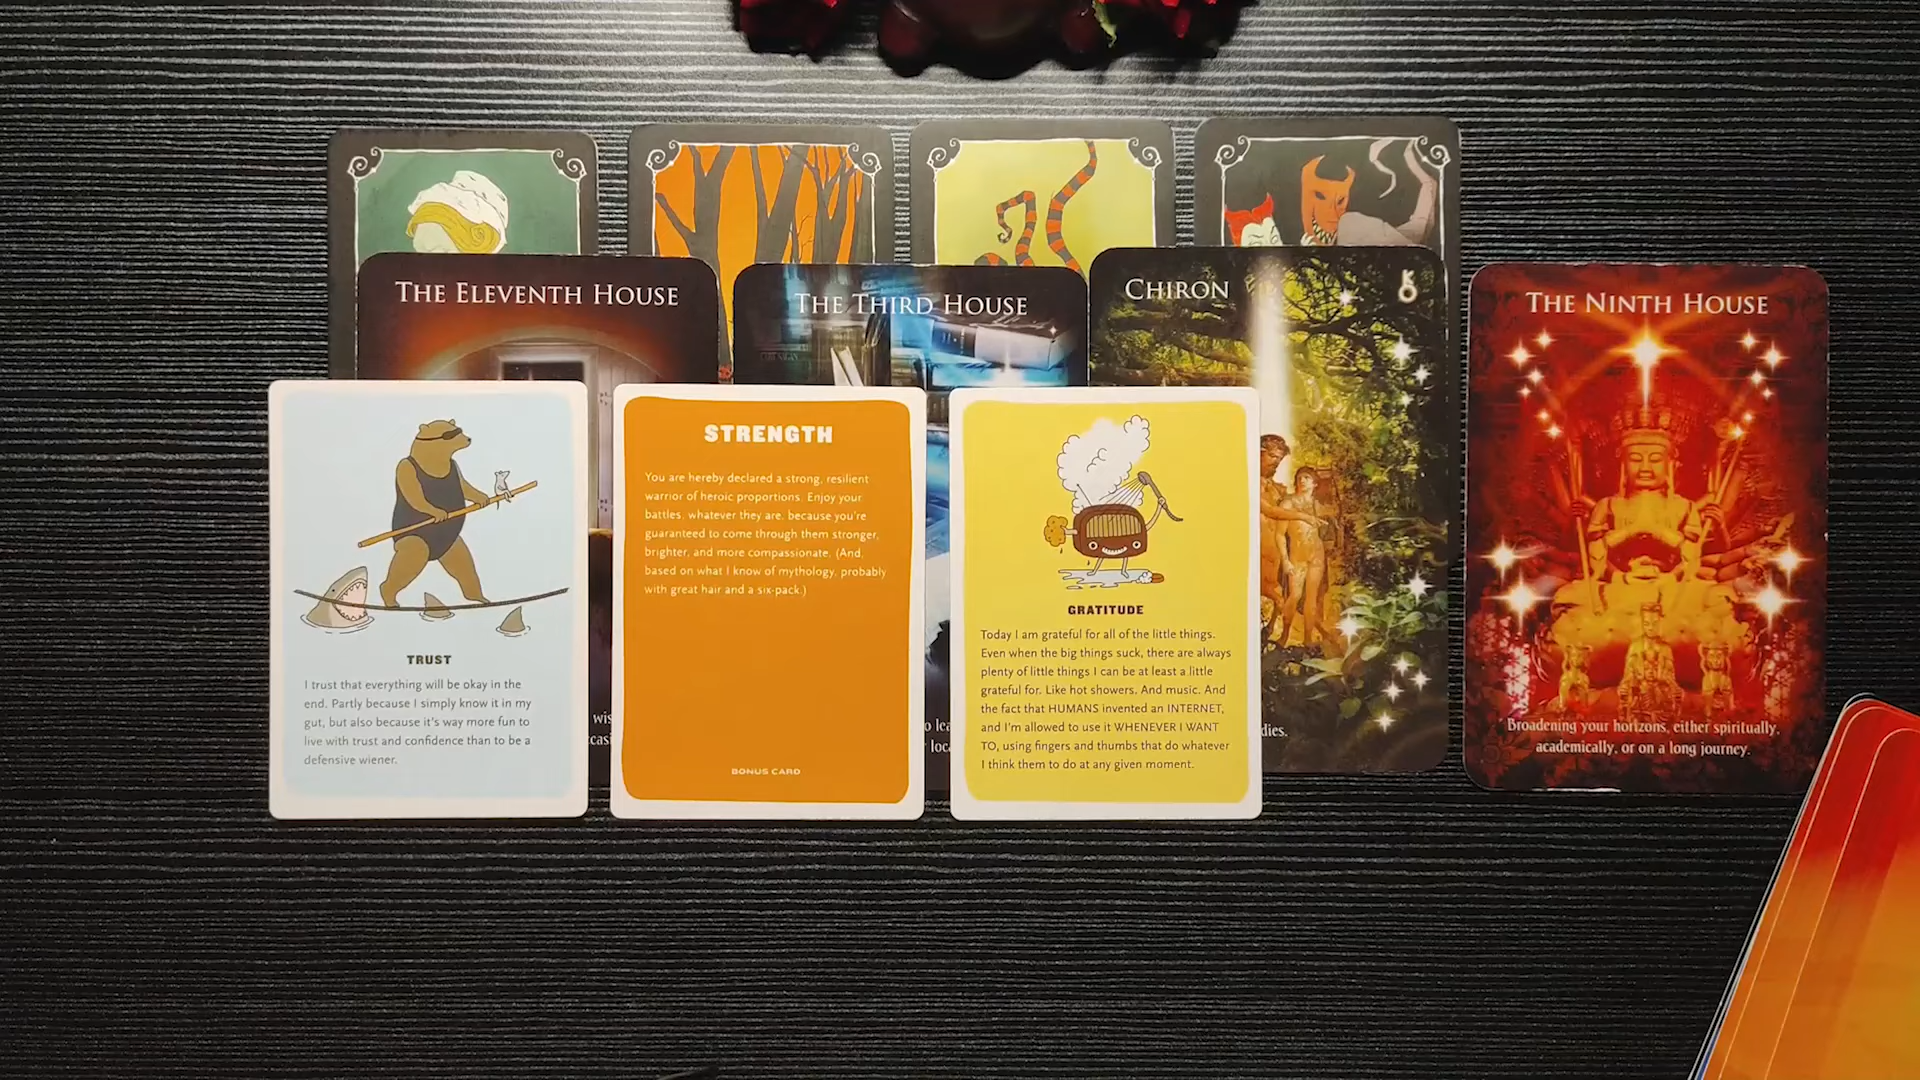 THE ELEVENTH HOUSE
THE THIRD HOUSE
CHIRON
THE NINTH HOUSE
Broadening your horizons, either spiritually,
academically, or on a long journey.
TRUST
I trust that everything will be okay in the
end. Partly because I simply know it in my
gut, but also because it's way more fun to
live with trust and confidence than to be a
defensive wiener.
STRENGTH
You are hereby declared a strong, resilient
warrior of heroic proportions. Enjoy your
battles, whatever they are, because you're
guaranteed to come through them stronger,
brighter, and more compassionate. (And,
based on what I know of mythology, probably
with great hair and a six-pack.)
BONUS CARD
GRATITUDE
Today I am grateful for all of the little things.
Even when the big things suck, there are always
plenty of little things I can be at least a little
grateful for. Like hot showers. And music. And
the fact that HUMANS invented an INTERNET,
and I'm allowed to use it WHENEVER I WANT
TO, using fingers and thumbs that do whatever
I think them to do at any given moment.